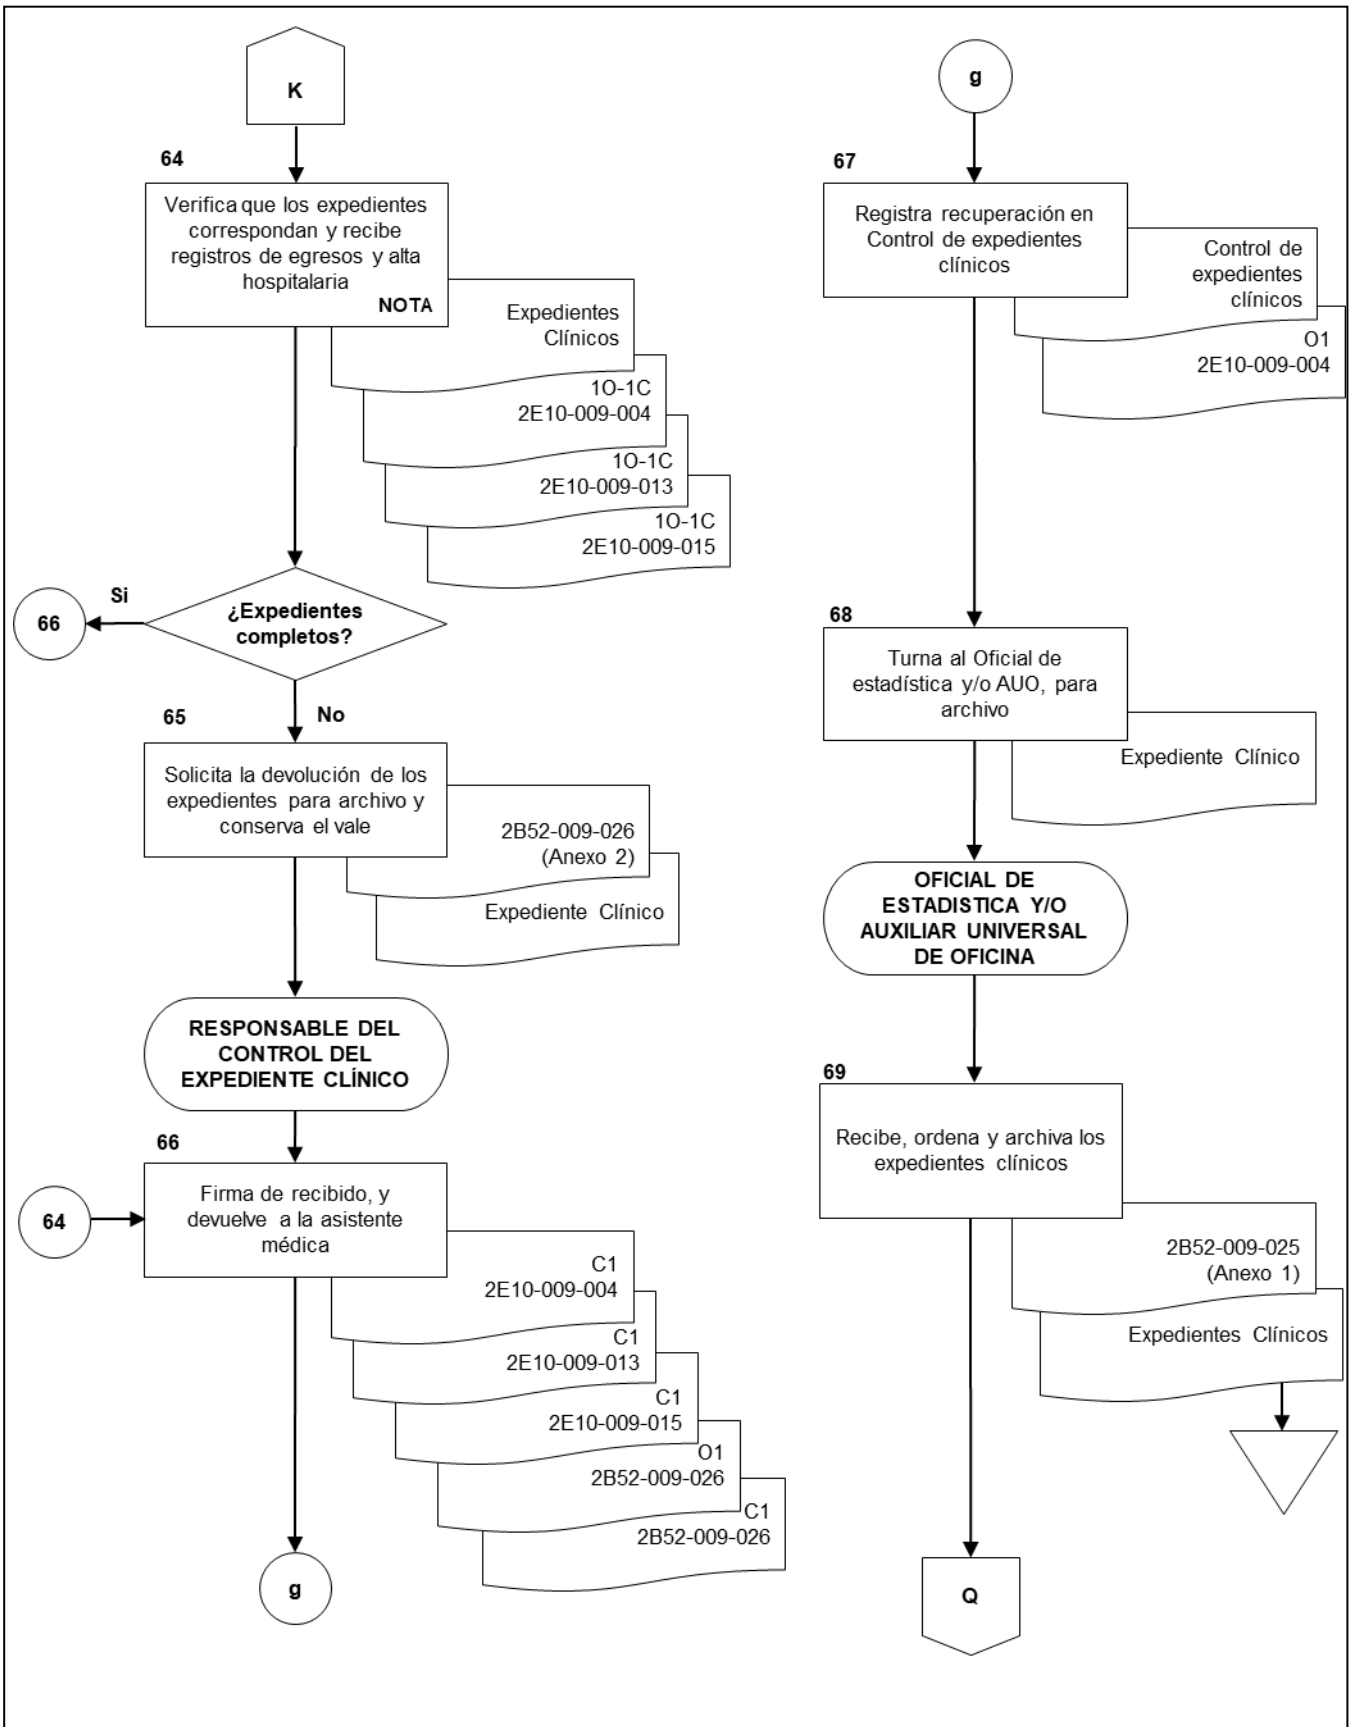 K
64
Verifica que los expedientes
correspondan y recibe
registros de egresos y alta
hospitalaria
NOTA
Expedientes
Clínicos
1O-1C
2E10-009-004
1O-1C
2E10-009-013
1O-1C
2E10-009-015
¿Expedientes
completos?
Si
66
No
65
Solicita la devolución de los
expedientes para archivo y
conserva el vale
2B52-009-026
(Anexo 2)
Expediente Clínico
RESPONSABLE DEL
CONTROL DEL
EXPEDIENTE CLÍNICO
66
64
Firma de recibido, y
devuelve a la asistente
médica
C1
2E10-009-004
C1
2E10-009-013
C1
2E10-009-015
O1
2B52-009-026
C1
2B52-009-026
g
g
67
Registra recuperación en
Control de expedientes
clínicos
Control de
expedientes
clínicos
O1
2E10-009-004
68
Turna al Oficial de
estadística y/o AUO, para
archivo
Expediente Clínico
OFICIAL DE
ESTADISTICA Y/O
AUXILIAR UNIVERSAL
DE OFICINA
69
Recibe, ordena y archiva los
expedientes clínicos
2B52-009-025
(Anexo 1)
Expedientes Clínicos
Q